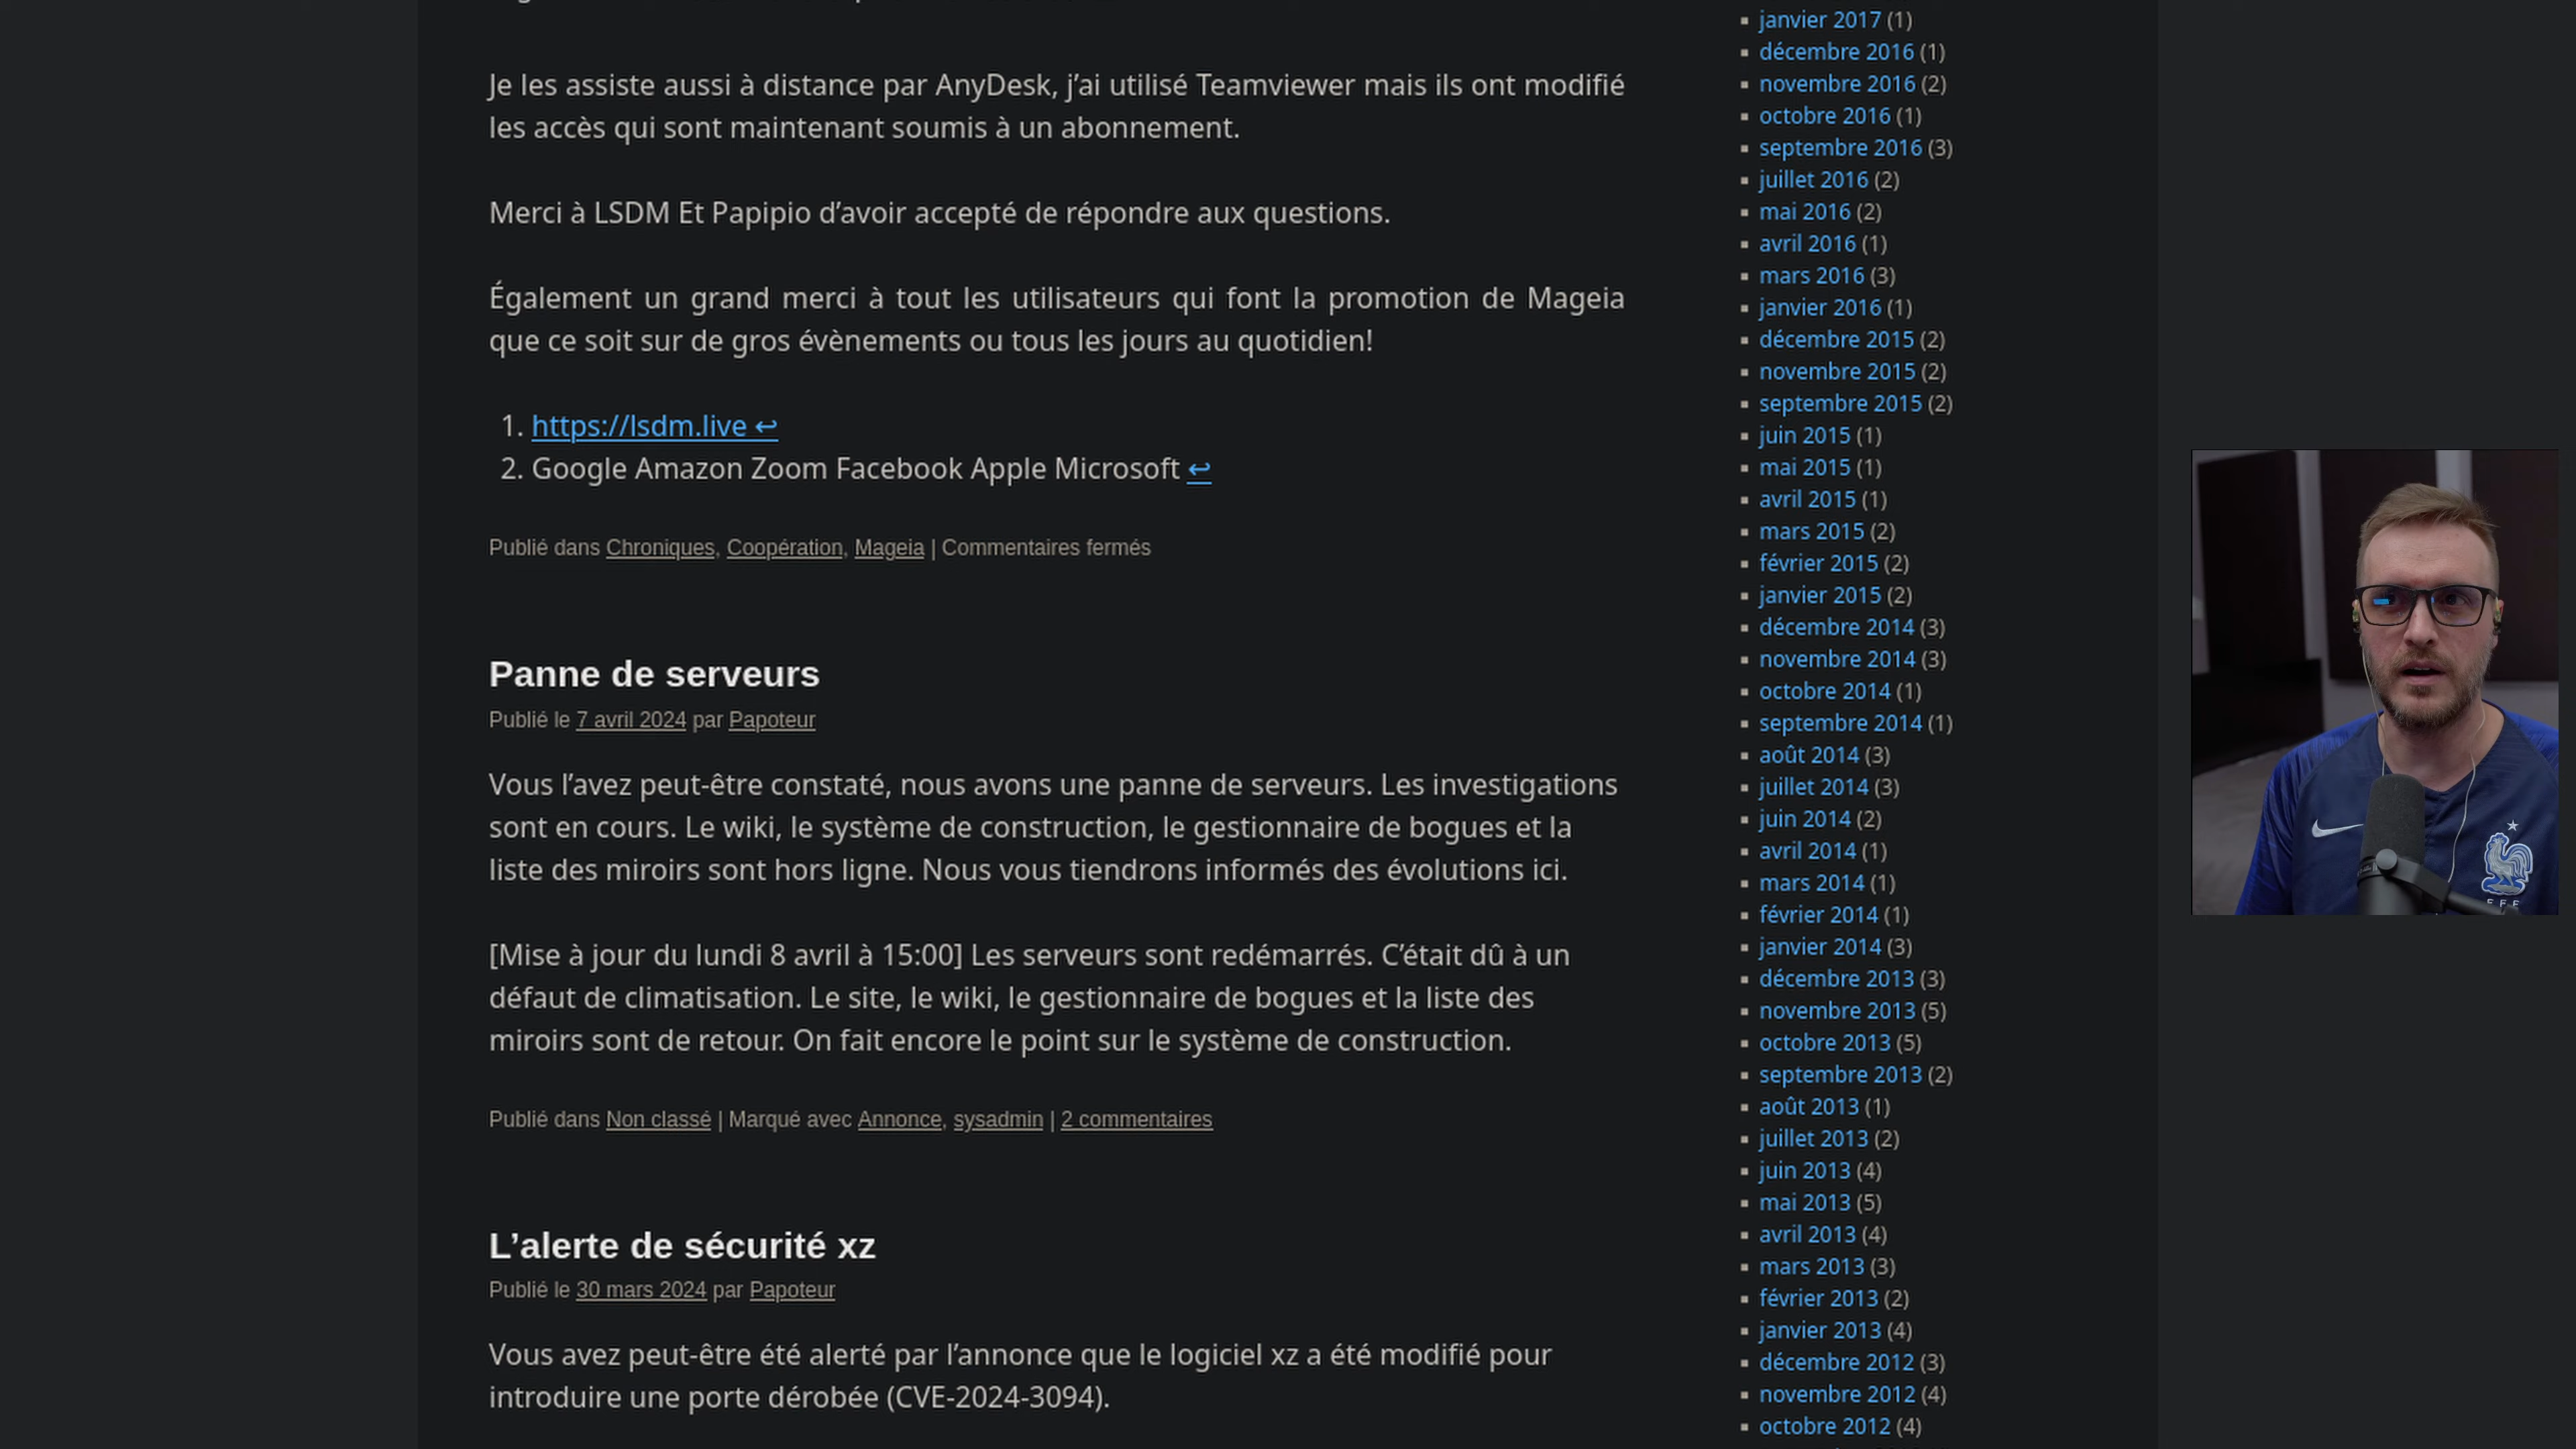 Je les assiste aussi à distance par AnyDesk, j’ai utilisé Teamviewer mais ils ont modifié
les accès qui sont maintenant soumis à un abonnement.
Merci à LSDM Et Papipio d’avoir accepté de répondre aux questions.
Également un grand merci à tout les utilisateurs qui font la promotion de Mageia
que ce soit sur de gros évènements ou tous les jours au quotidien!
1. https://lsdm.live ↩
2. Google Amazon Zoom Facebook Apple Microsoft ↩
Publié dans Chroniques, Coopération, Mageia | Commentaires fermés
Panne de serveurs
Publié le 7 avril 2024 par Papoteur
Vous l’avez peut-être constaté, nous avons une panne de serveurs. Les investigations
sont en cours. Le wiki, le système de construction, le gestionnaire de bogues et la
liste des miroirs sont hors ligne. Nous vous tiendrons informés des évolutions ici.
[Mise à jour du lundi 8 avril à 15:00] Les serveurs sont redémarrés. C’était dû à un
défaut de climatisation. Le site, le wiki, le gestionnaire de bogues et la liste des
miroirs sont de retour. On fait encore le point sur le système de construction.
Publié dans Non classé | Marqué avec Annonce, sysadmin | 2 commentaires
L’alerte de sécurité xz
Publié le 30 mars 2024 par Papoteur
Vous avez peut-être été alerté par l’annonce que le logiciel xz a été modifié pour
introduire une porte dérobée (CVE-2024-3094).
janvier 2017 (1)
décembre 2016 (1)
novembre 2016 (2)
octobre 2016 (1)
septembre 2016 (3)
juillet 2016 (2)
mai 2016 (2)
avril 2016 (1)
mars 2016 (3)
janvier 2016 (1)
décembre 2015 (2)
novembre 2015 (2)
septembre 2015 (2)
juin 2015 (1)
mai 2015 (1)
avril 2015 (1)
mars 2015 (2)
février 2015 (2)
janvier 2015 (2)
décembre 2014 (3)
novembre 2014 (3)
octobre 2014 (1)
septembre 2014 (1)
août 2014 (3)
juillet 2014 (3)
juin 2014 (2)
avril 2014 (1)
mars 2014 (1)
février 2014 (1)
janvier 2014 (3)
décembre 2013 (3)
novembre 2013 (5)
octobre 2013 (5)
septembre 2013 (2)
août 2013 (1)
juillet 2013 (2)
juin 2013 (4)
mai 2013 (5)
avril 2013 (4)
mars 2013 (3)
février 2013 (2)
janvier 2013 (4)
décembre 2012 (3)
novembre 2012 (4)
octobre 2012 (4)
FFF